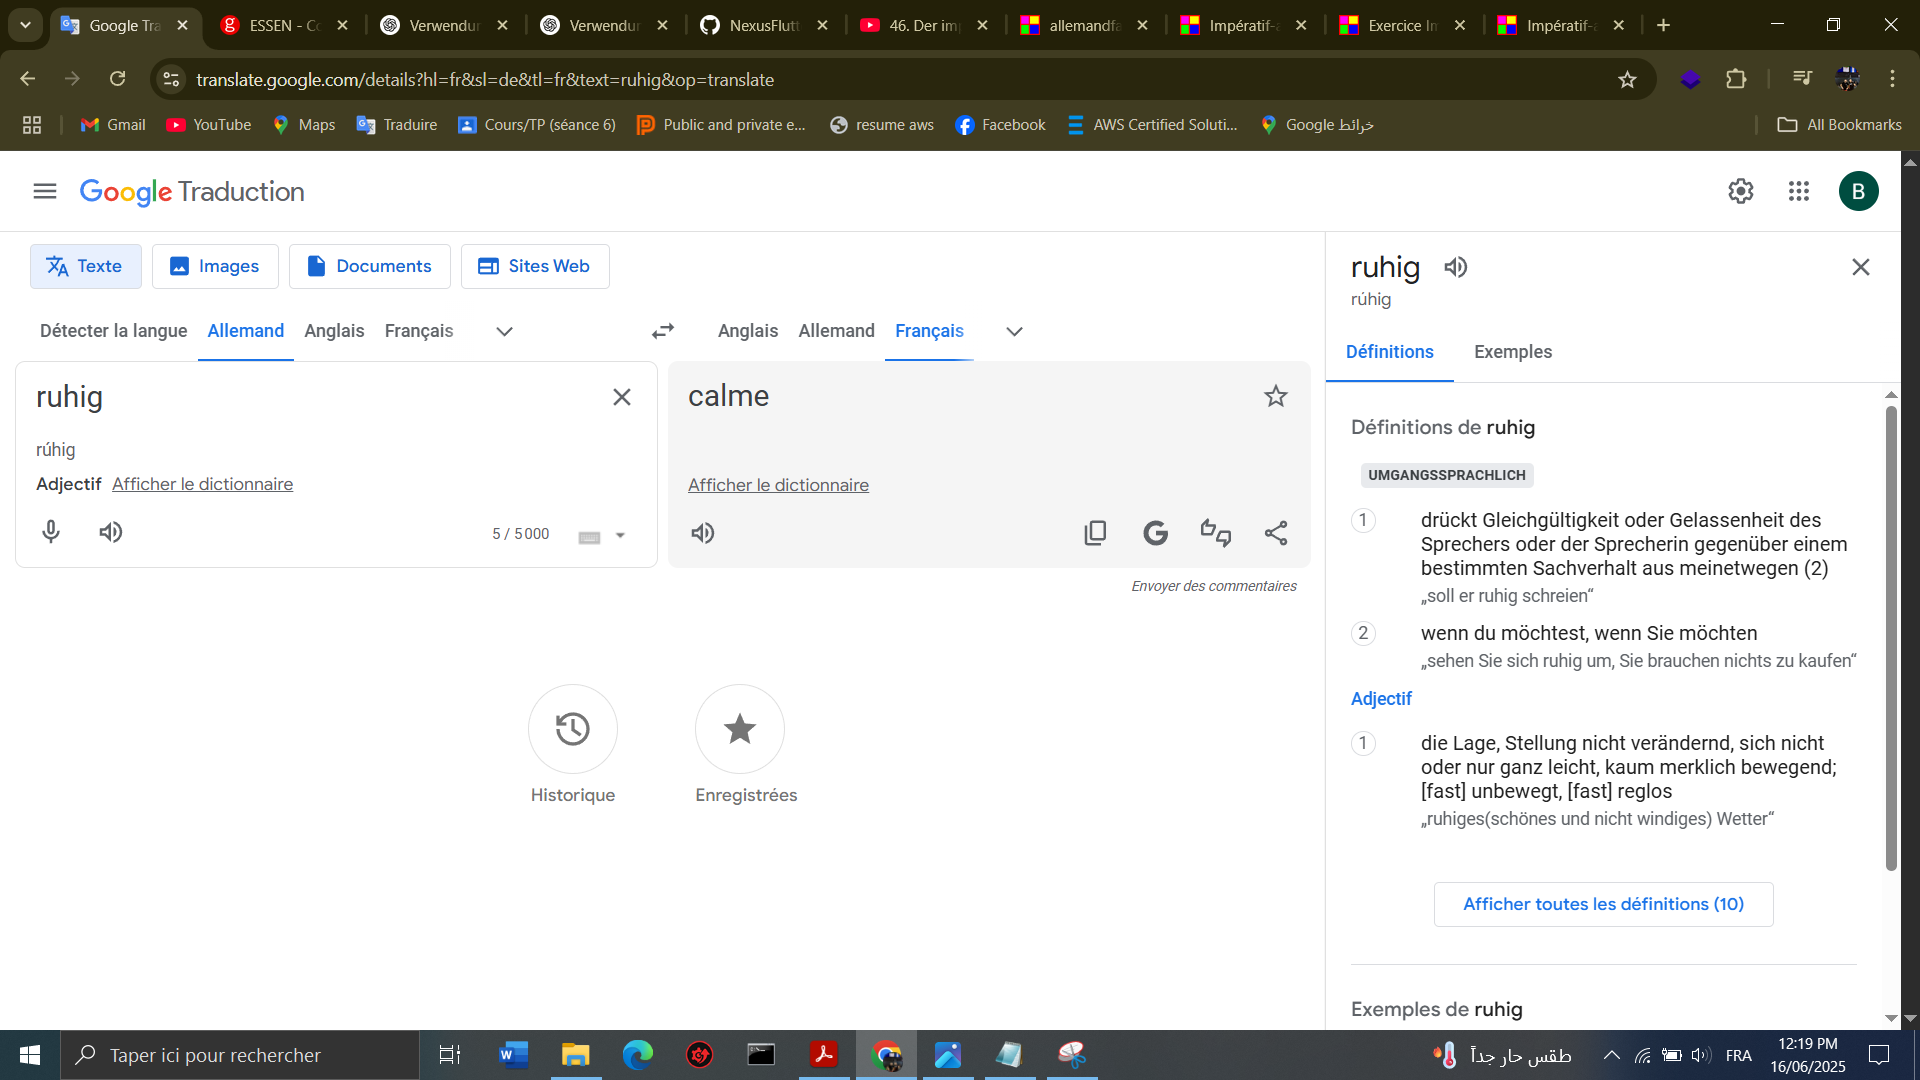 Google Tra
ESSEN - Co
Verwendur
Verwendur
NexusFlutt
46. Der im
allemandfa
Impératif-a
Exercice In
Impératif-a
translate.google.com/details?hl=fr&sl=de&tl=fr&text=ruhig&op=translate
Gmail
YouTube
Maps
Traduire
Cours/TP (séance 6)
Public and private e...
resume aws
Facebook
AWS Certified Soluti...
Google خرائط
All Bookmarks
Google Traduction
B
Texte
Images
Documents
Sites Web
Détecter la langue
Allemand
Anglais
Français
Anglais
Allemand
Français
ruhig
rúhig
Adjectif Afficher le dictionnaire
5 / 5 000
calme
Afficher le dictionnaire
Envoyer des commentaires
Historique
Enregistrées
ruhig
rúhig
Définitions
Exemples
Définitions de ruhig
UMGANGSSPRACHLICH
1
drückt Gleichgültigkeit oder Gelassenheit des
Sprechers oder der Sprecherin gegenüber einem
bestimmten Sachverhalt aus meinetwegen (2)
„soll er ruhig schreien“
2
wenn du möchtest, wenn Sie möchten
„sehen Sie sich ruhig um, Sie brauchen nichts zu kaufen“
Adjectif
1
die Lage, Stellung nicht verändernd, sich nicht
oder nur ganz leicht, kaum merklich bewegend;
[fast] unbewegt, [fast] reglos
„ruhiges(schönes und nicht windiges) Wetter“
Afficher toutes les définitions (10)
Exemples de ruhig
Taper ici pour rechercher
طقس حار جداً
FRA
12:19 PM
16/06/2025